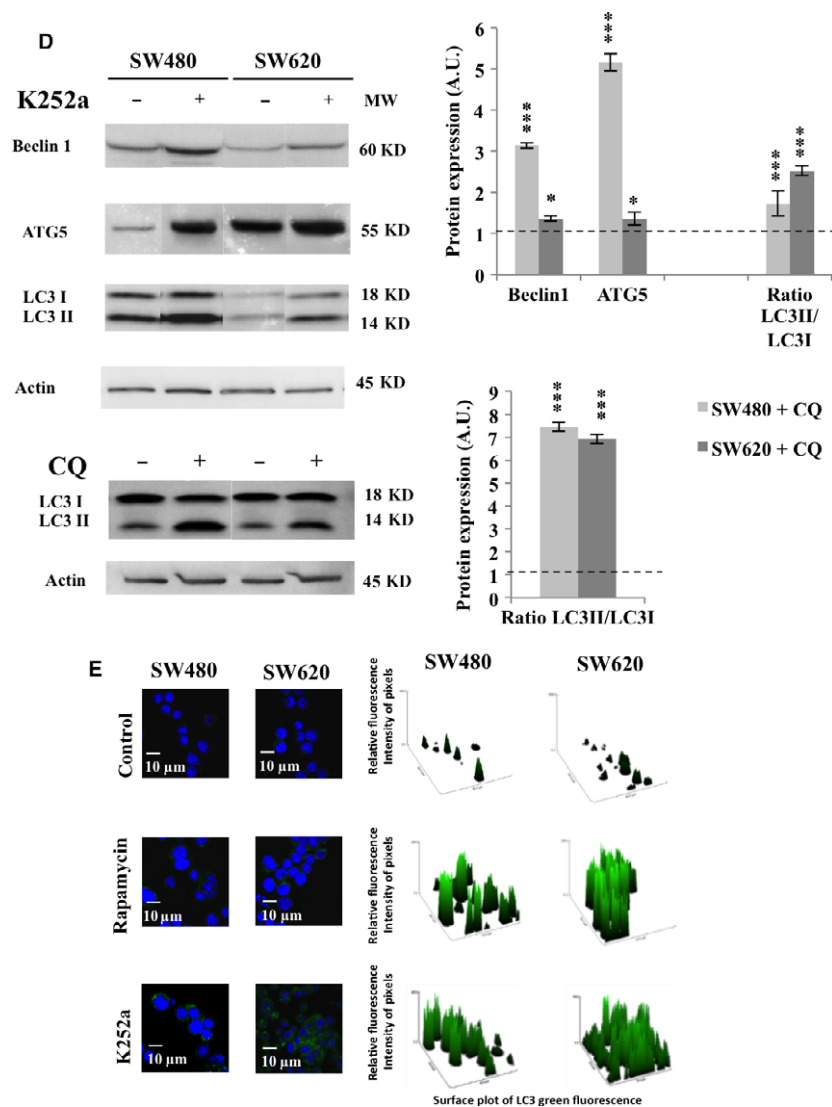 D
SW480 SW620
K252a − + − + MW
Beclin 1 60 KD
ATG5 55 KD
LC3 I 18 KD
LC3 II 14 KD
Actin 45 KD
CQ − + − +
LC3 I 18 KD
LC3 II 14 KD
Actin 45 KD
Protein expression (A.U.)
6
5
4
3
2
1
0
*** * *** * *** ***
Beclin1 ATG5 Ratio
LC3II/
LC3I
Protein expression (A.U.)
9
8
7
6
5
4
3
2
1
0
*** ***
Ratio LC3II/LC3I
SW480 + CQ
SW620 + CQ
E
SW480 SW620 SW480 SW620
Control
10 µm 10 µm
Relative fluorescence
Intensity of pixels
Rapamycin
10 µm 10 µm
Relative fluorescence
Intensity of pixels
K252a
10 µm 10 µm
Relative fluorescence
Intensity of pixels
Surface plot of LC3 green fluorescence